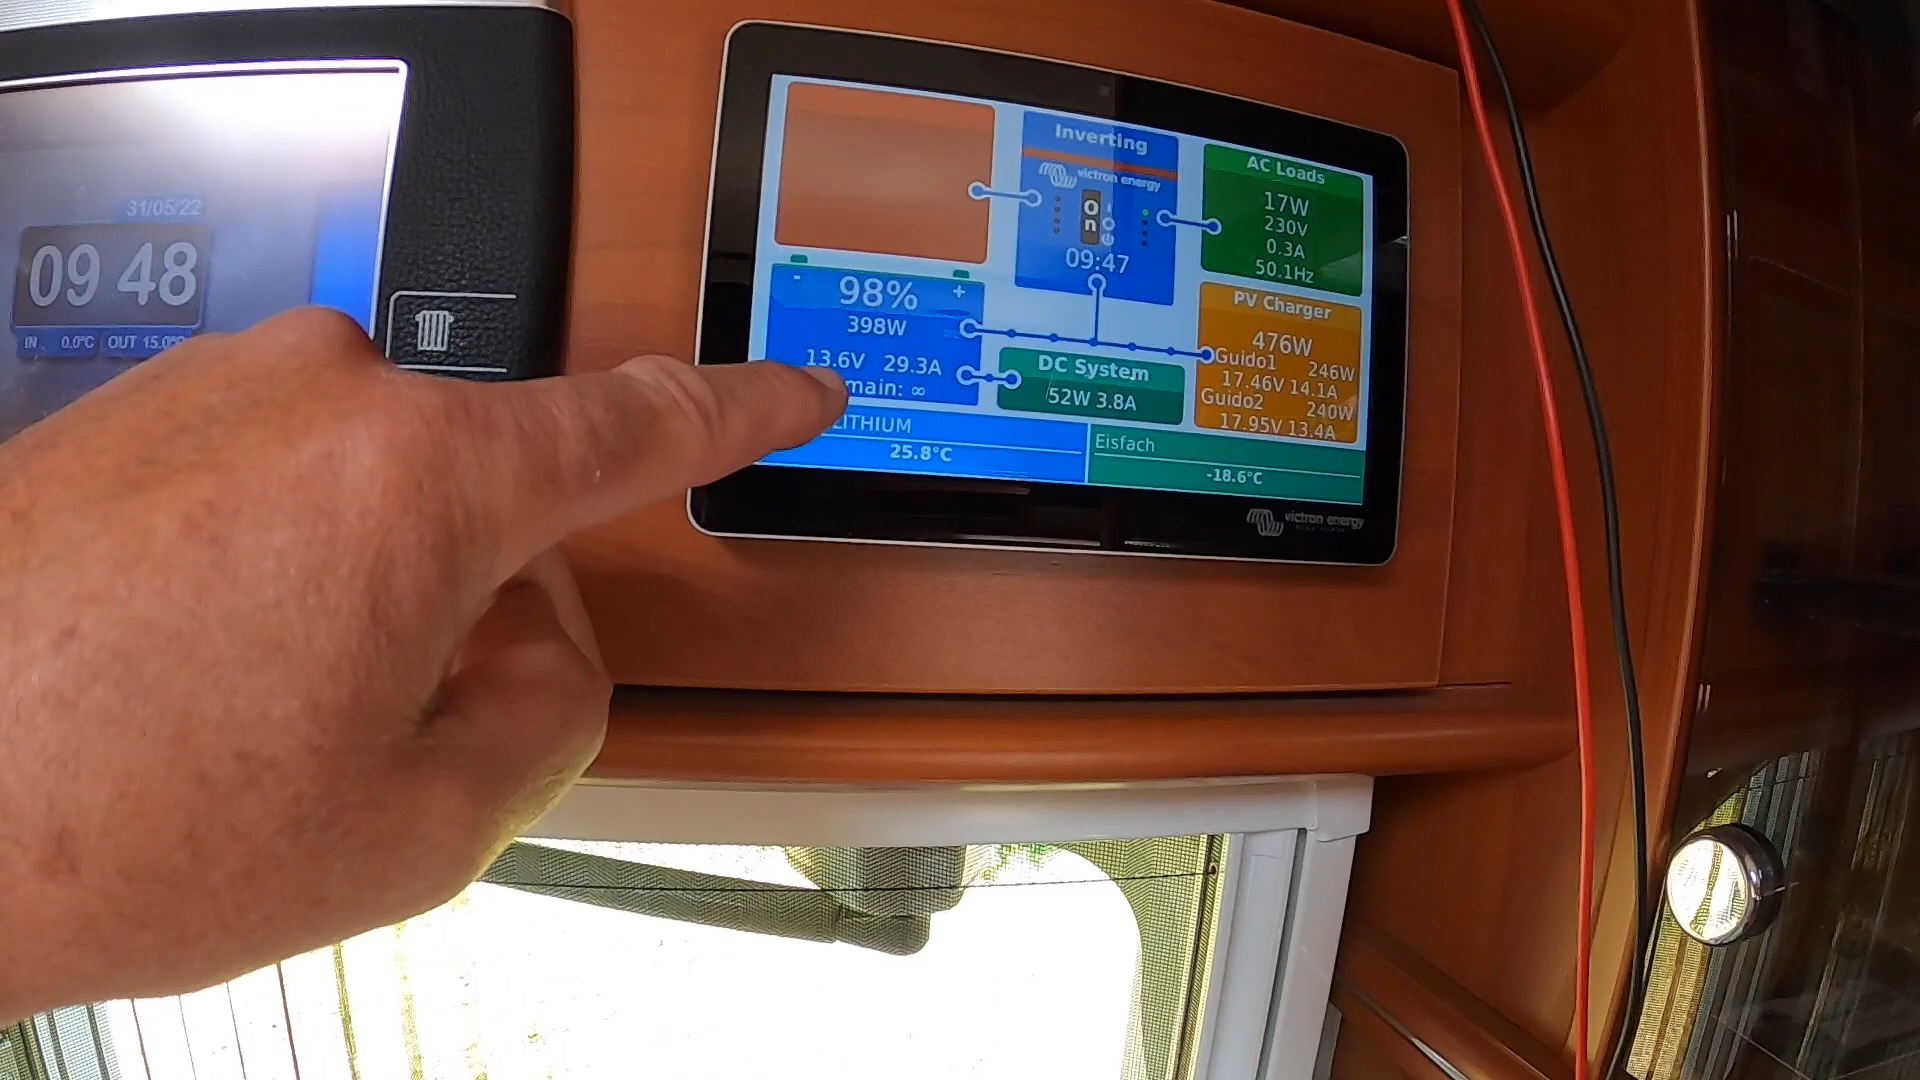 31/05/22
09 48
IN 0.0°C OUT 15.0°C
Inverting
victron energy
On
09:47
AC Loads
17W
230V
0.3A
50.1Hz
- 98% +
398W
13.6V 29.3A
main: ∞
DC System
52W 3.8A
PV Charger
476W
Guido1 246W
17.46V 14.1A
Guido2 240W
17.95V 13.4A
LITHIUM
25.8°C
Eisfach
-18.6°C
victron energy